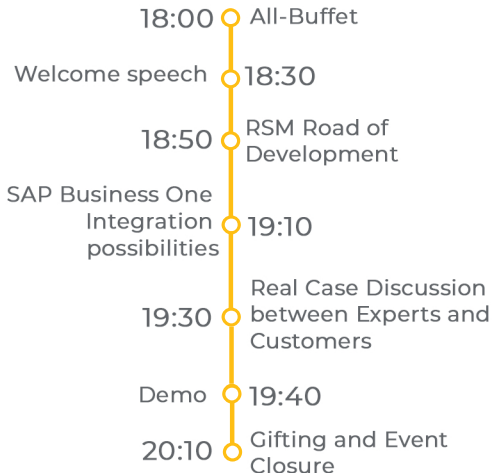 18:00 All-Buffet
Welcome speech 18:30
18:50 RSM Road of
Development
SAP Business One
Integration
possibilities
19:10
Real Case Discussion
19:30 between Experts and
Customers
Demo 19:40
20:10 Gifting and Event
Closure